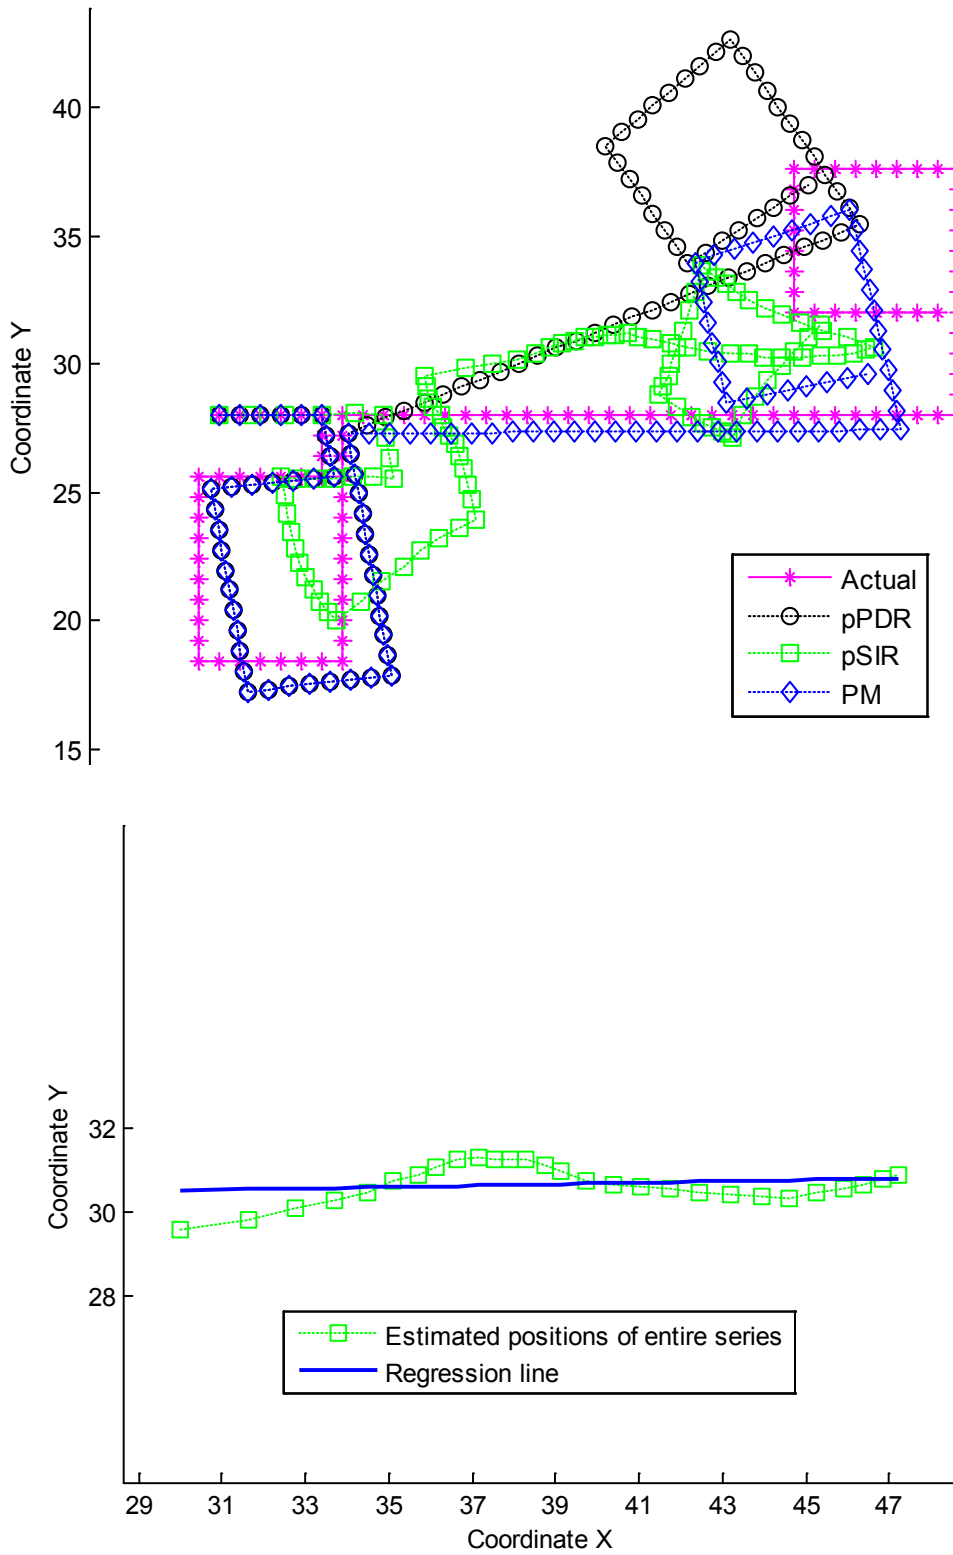 40
35
30
25
20
15
Coordinate Y
Actual
pPDR
pSIR
PM
32
30
28
Coordinate Y
Estimated positions of entire series
Regression line
29 31 33 35 37 39 41 43 45 47
Coordinate X